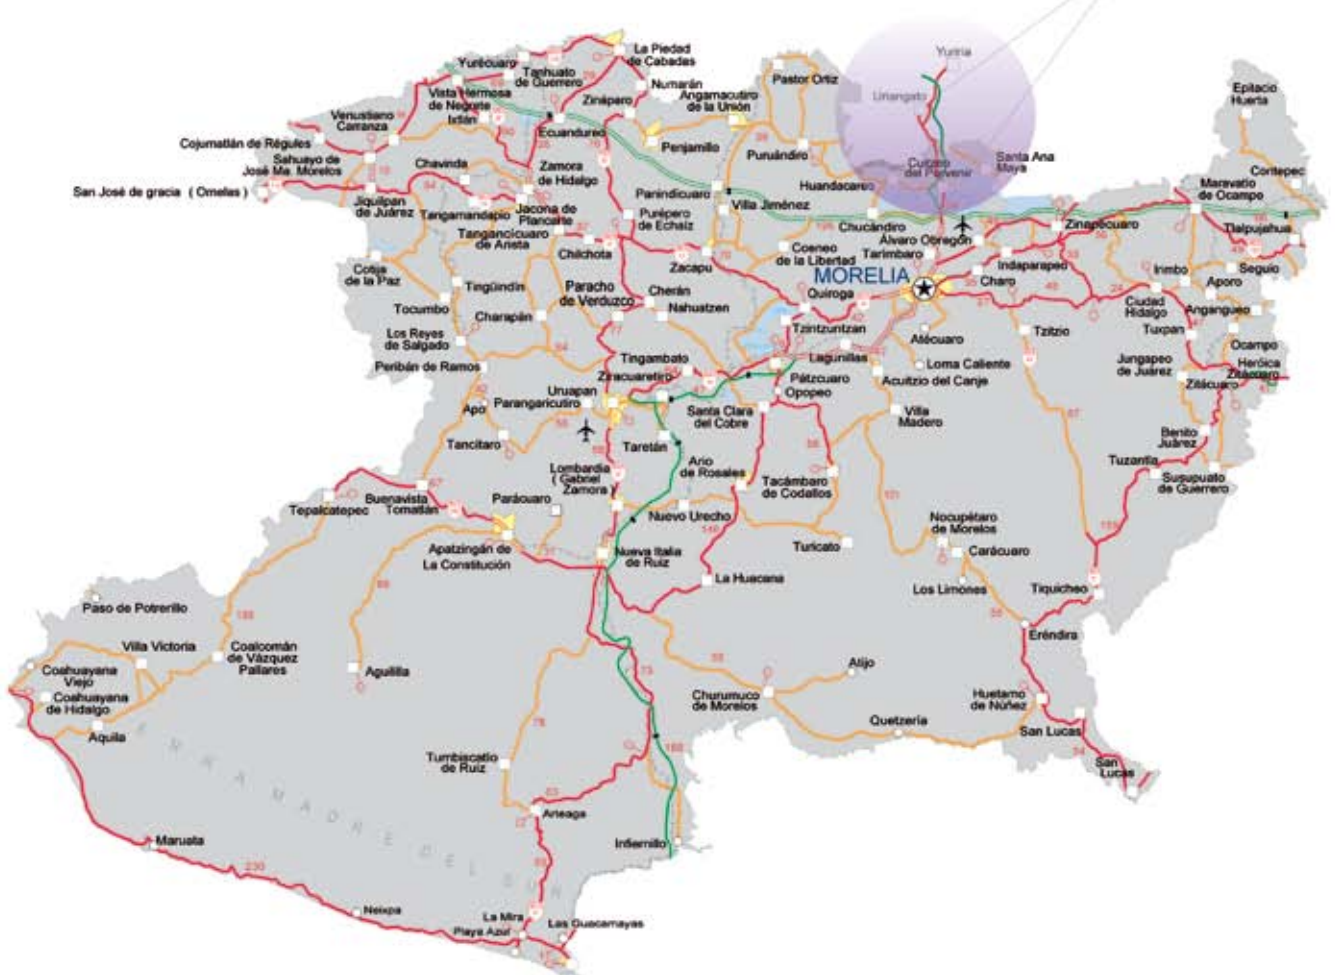 La Piedad
de Cabadas
Yurécuaro
Tanhuato
de Guerrero
Yuriria
Pastor Ortiz
Numarán
Vista Hermosa
de Negrete
Zináparo
Angamacutiro
de la Unión
Uriangato
Epitacio
Huerta
Venustiano
Carranza
Ixtlán
Ecuandureo
Cojumatlán de Régules
Penjamillo
Puruándiro
Sahuayo de
José Ma. Morelos
Chavinda
Zamora
de Hidalgo
Cuitzeo
del Porvenir
Santa Ana
Maya
Contepec
San José de gracia ( Ornelas )
Jiquilpan
de Juárez
Tangamandapio
Jacona de
Plancarte
Panindícuaro
Huandacareo
Villa Jiménez
Maravatío
de Ocampo
Tangancícuaro
de Arista
Purépero
de Echaíz
Chucándiro
Zinapécuaro
Tlalpujahua
Chilchota
Coeneo
de la Libertad
Álvaro Obregón
Tarímbaro
Cotija
de la Paz
Zacapu
MORELIA
Indaparapeo
Charo
Irimbo
Senguio
Aporo
Tingüindín
Tocumbo
Paracho
de Verduzco
Cherán
Nahuatzen
Quiroga
Ciudad
Hidalgo
Angangueo
Charapán
Tzintzuntzan
Atécuaro
Tzitzio
Tuxpan
Los Reyes
de Salgado
Ocampo
Peribán de Ramos
Tingambato
Ziracuaretiro
Lagunillas
Loma Caliente
Jungapeo
de Juárez
Heróica
Zitácuaro
Zitácuaro
Pátzcuaro
Acuitzio del Canje
Opopeo
Apo
Uruapan
Parangaricutiro
Santa Clara
del Cobre
Villa
Madero
Tancítaro
Taretán
Benito
Juárez
Lombardia
( Gabriel
Zamora )
Ario
de Rosales
Tacámbaro
de Codallos
Tuzantla
Susupuato
de Guerrero
Buenavista
Tomatlán
Tepalcatepec
Parácuaro
Nuevo Urecho
Nocupétaro
de Morelos
Apatzingán de
La Constitución
Nueva Italia
de Ruiz
Turicato
Carácuaro
La Huacana
Los Limones
Tiquicheo
Paso de Potrerillo
Eréndira
Villa Victoria
Coalcomán
de Vázquez
Pallares
Coahuayana
Viejo
Aguililla
Atijo
Coahuayana
de Hidalgo
Churumuco
de Morelos
Huetamo
de Núñez
Aquila
Quetzería
San Lucas
Tumbiscatío
de Ruiz
San
Lucas
SIERRA MADRE DEL SUR
Arteaga
Maruata
Infiernillo
230
Neixpa
La Mira
Las Guacamayas
Playa Azul